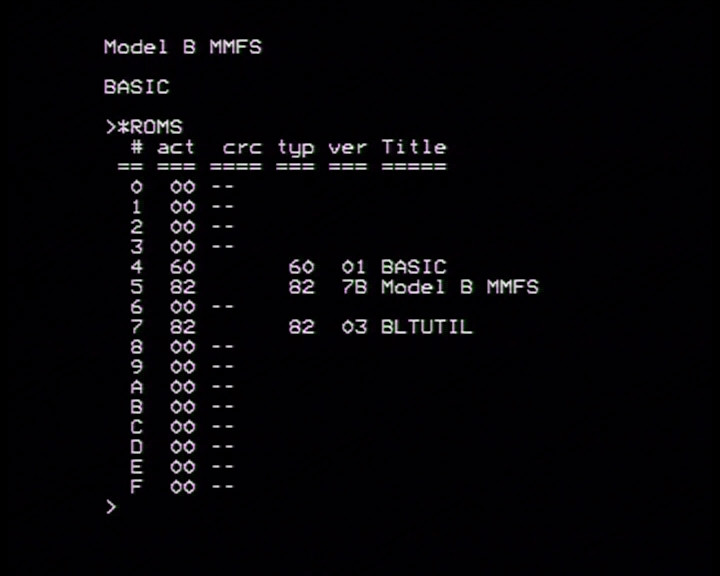 Model B MMFS
BASIC
>*ROMS
# act crc typ ver Title
== === ==== === === =====
0 00 --
1 00 --
2 00 --
3 00 --
4 60 60 01 BASIC
5 82 82 7B Model B MMFS
6 00 --
7 82 82 03 BLTUTIL
8 00 --
9 00 --
A 00 --
B 00 --
C 00 --
D 00 --
E 00 --
F 00 --
>